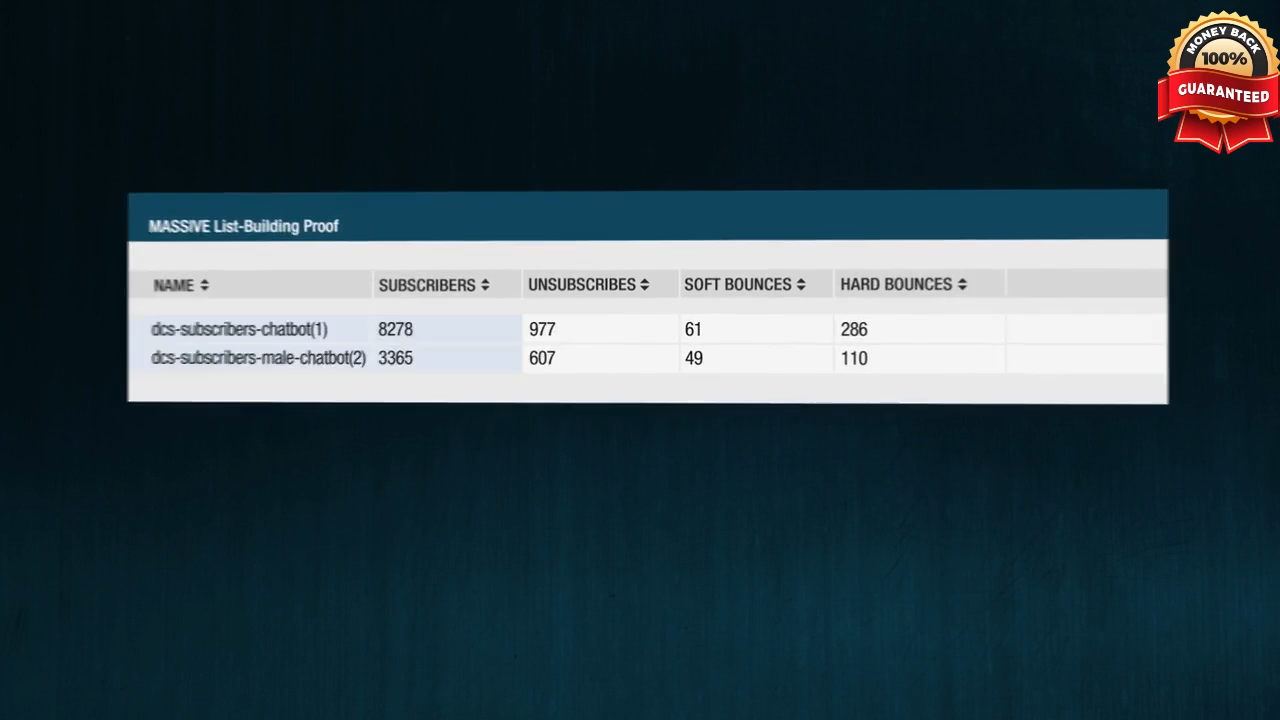 MONEY BACK
100%
GUARANTEED
MASSIVE List-Building Proof
NAME SUBSCRIBERS UNSUBSCRIBES SOFT BOUNCES HARD BOUNCES
dcs-subscribers-chatbot(1) 8278 977 61 286
dcs-subscribers-male-chatbot(2) 3365 607 49 110